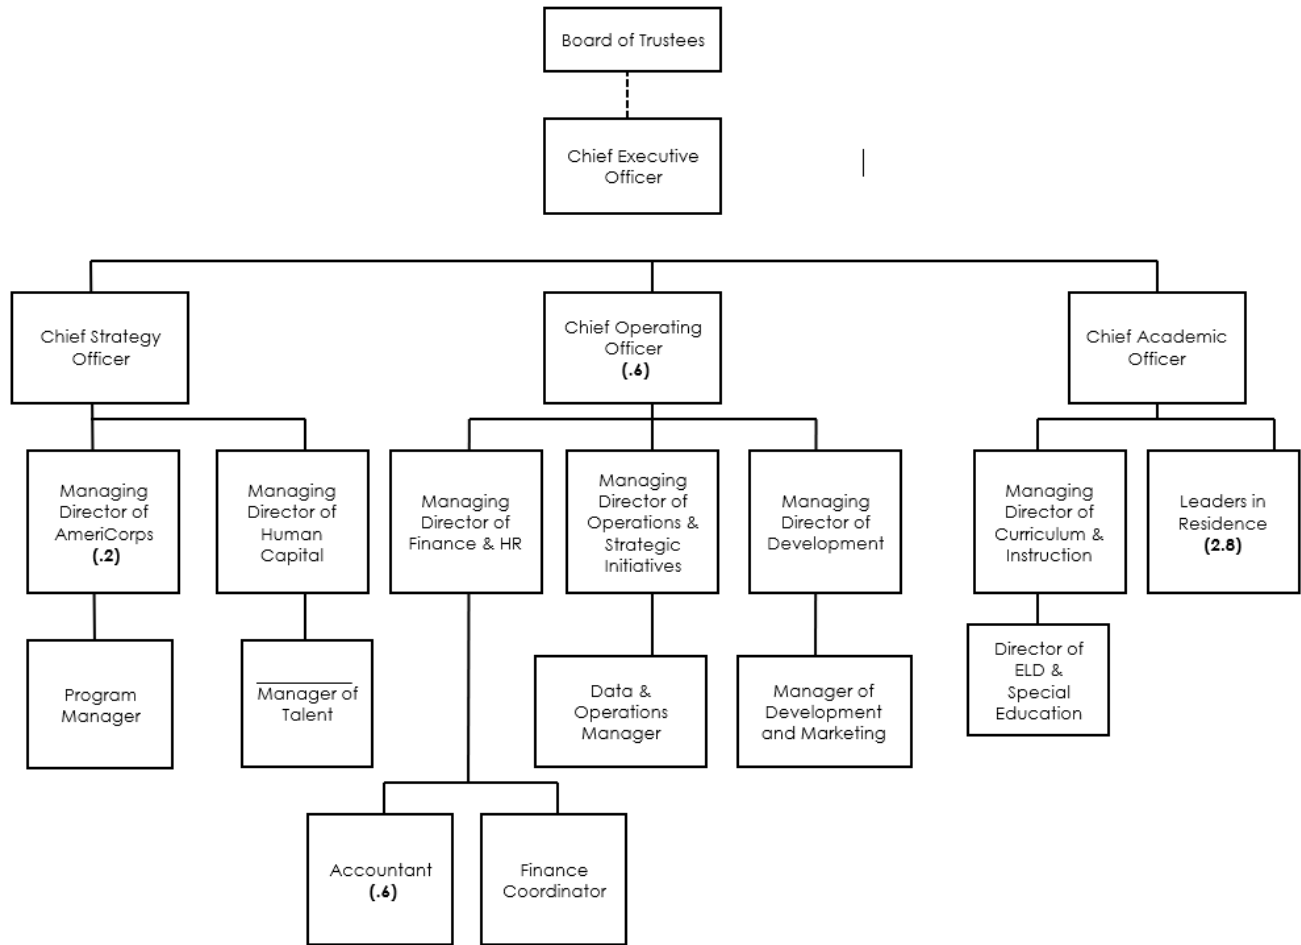 Board of Trustees
Chief Executive
Officer
Chief Strategy
Officer
Chief Operating
Officer
(.6)
Chief Academic
Officer
Managing
Director of
AmeriCorps
(.2)
Managing
Director of
Human
Capital
Managing
Director of
Finance & HR
Managing
Director of
Operations &
Strategic
Initiatives
Managing
Director of
Development
Managing
Director of
Curriculum &
Instruction
Leaders in
Residence
(2.8)
Program
Manager
Manager of
Talent
Data &
Operations
Manager
Manager of
Development
and Marketing
Director of
ELD &
Special
Education
Accountant
(.6)
Finance
Coordinator